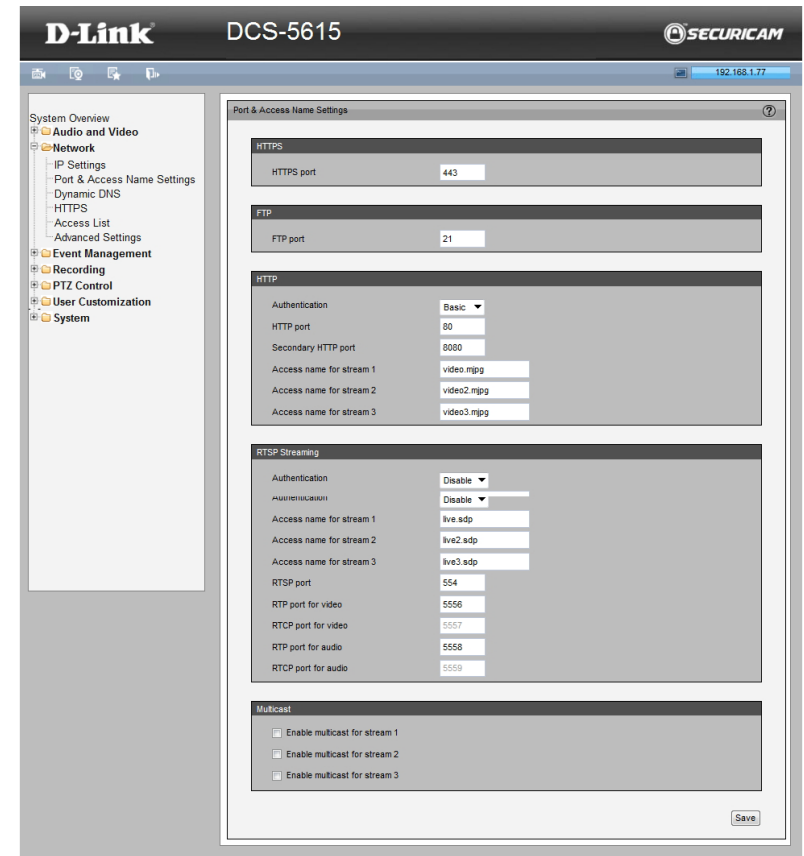 D-Link
DCS-5615
SECURICAM
192.168.1.77
System Overview
Audio and Video
Network
IP Settings
Port & Access Name Settings
Dynamic DNS
HTTPS
Access List
Advanced Settings
Event Management
Recording
PTZ Control
User Customization
System
Port & Access Name Settings
?
HTTPS
HTTPS port 443
FTP
FTP port 21
HTTP
Authentication Basic
HTTP port 80
Secondary HTTP port 8080
Access name for stream 1 video.mjpg
Access name for stream 2 video2.mjpg
Access name for stream 3 video3.mjpg
RTSP Streaming
Authentication Disable
Authentication Disable
Access name for stream 1 live.sdp
Access name for stream 2 live2.sdp
Access name for stream 3 live3.sdp
RTSP port 554
RTP port for video 5556
RTCP port for video 5557
RTP port for audio 5558
RTCP port for audio 5559
Multicast
Enable multicast for stream 1
Enable multicast for stream 2
Enable multicast for stream 3
Save